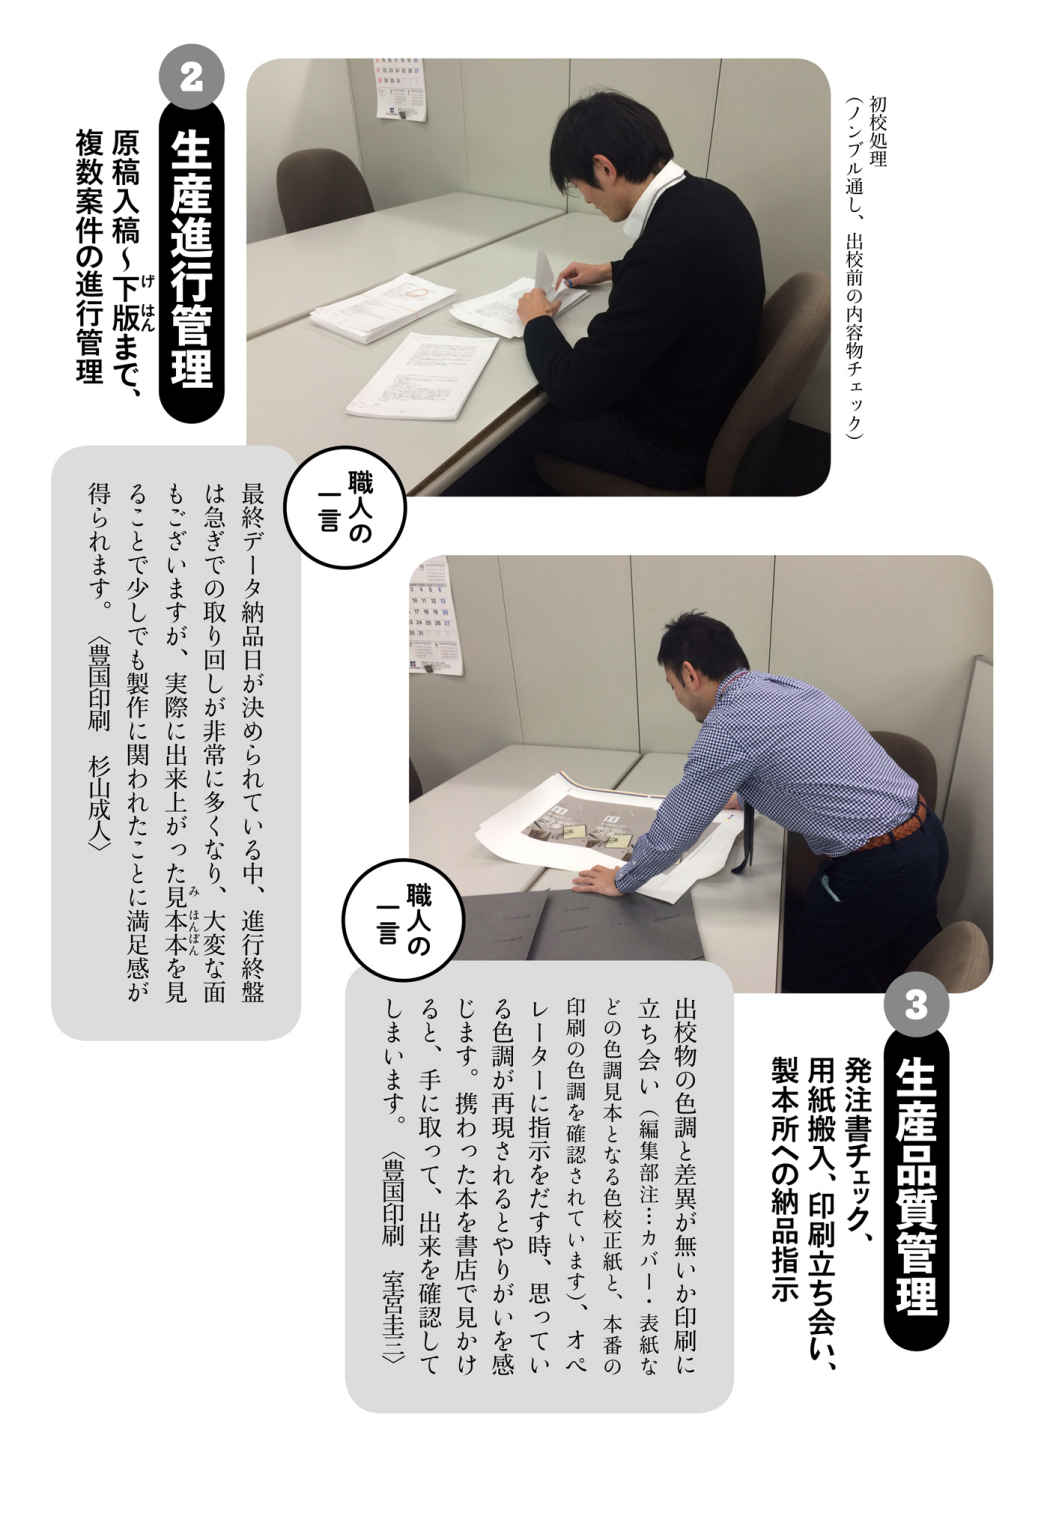 初校処理
（ノンブル通し、出校前の内容物チェック）
2
生産進行管理
原稿入稿～下版まで、
げはん
複数案件の進行管理
職人の
一言
最終データ納品日が決められている中、進行終盤
は急ぎでの取り回しが非常に多くなり、大変な面
もございますが、実際に出来上がった見本本を見
みほんぼん
ることで少しでも製作に関われたことに満足感が
得られます。〈豊国印刷　杉山成人〉
3
生産品質管理
発注書チェック、
用紙搬入、印刷立ち会い、
製本所への納品指示
職人の
一言
出校物の色調と差異が無いか印刷に
立ち会い（編集部注…カバー・表紙な
どの色調見本となる色校正紙と、本番の
印刷の色調を確認されています）、オペ
レーターに指示をだす時、思ってい
る色調が再現されるとやりがいを感
じます。携わった本を書店で見かけ
ると、手に取って、出来を確認して
しまいます。〈豊国印刷　室宮圭三〉